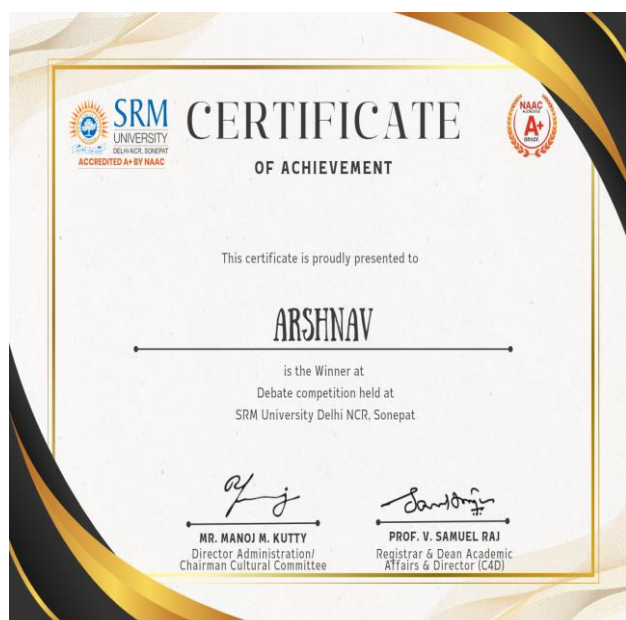 SRM
UNIVERSITY
DELHI-NCR, SONEPAT
ACCREDITED A+ BY NAAC
CERTIFICATE
OF ACHIEVEMENT
NAAC
ACCREDITED
A+
GRADE
This certificate is proudly presented to
ARSHNAV
is the Winner at
Debate competition held at
SRM University Delhi NCR, Sonepat
MR. MANOJ M. KUTTY
Director Administration/
Chairman Cultural Committee
PROF. V. SAMUEL RAJ
Registrar & Dean Academic
Affairs & Director (C4D)